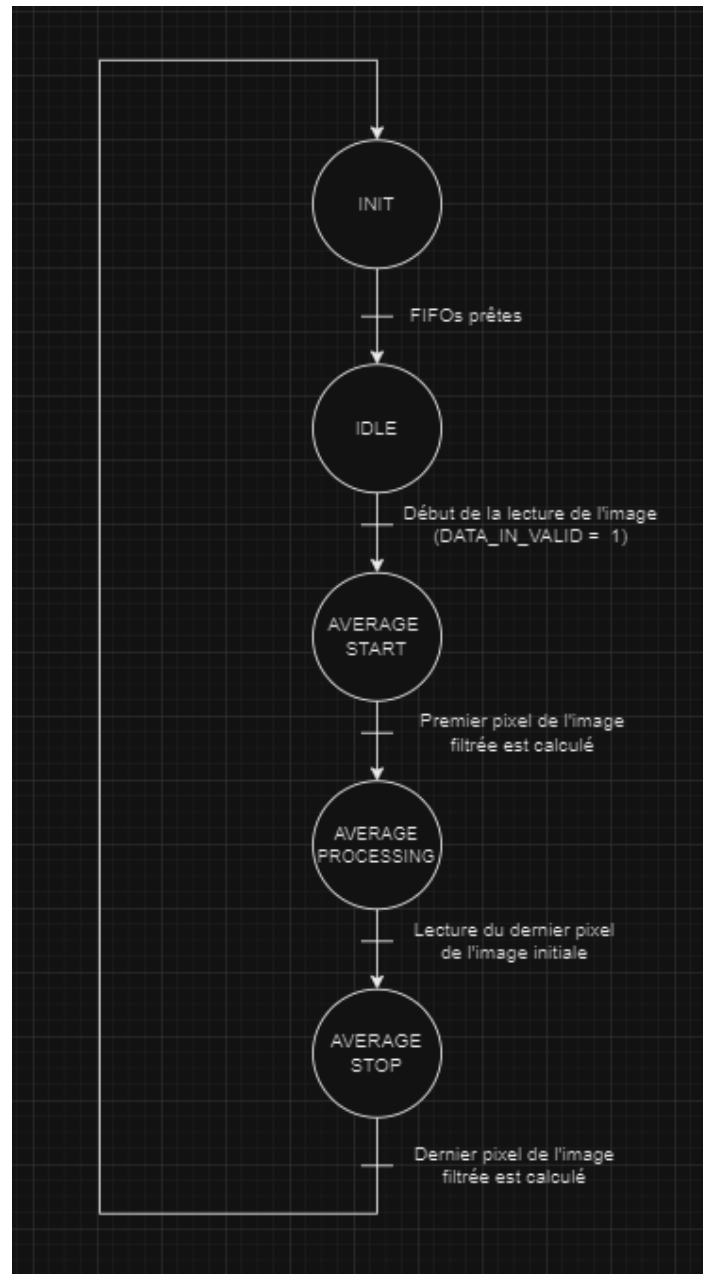 INIT
FIFOs prêtes
IDLE
Début de la lecture de l'image
(DATA_IN_VALID = 1)
AVERAGE
START
Premier pixel de l'image
filtrée est calculé
AVERAGE
PROCESSING
Lecture du dernier pixel
de l'image initiale
AVERAGE
STOP
Dernier pixel de l'image
filtrée est calculé